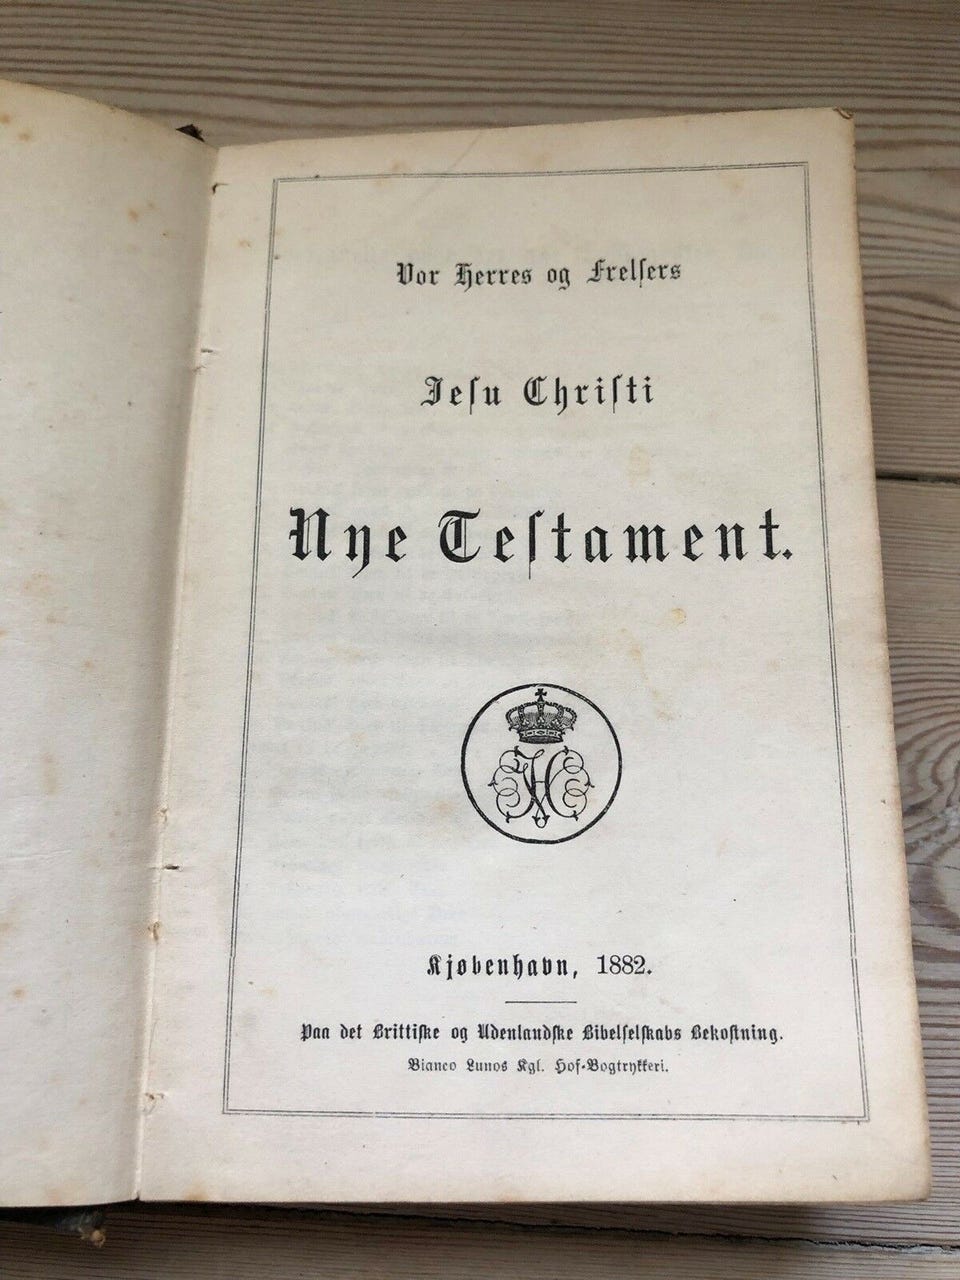 Vor Herres og Frelsers
Jesu Christi
Nye Testament.
Kjøbenhavn, 1882.
Paa det Brittiske og Udenlandske Bibelselskabs Bekostning.
Bianco Lunos Kgl. Hof-Bogtrykkeri.